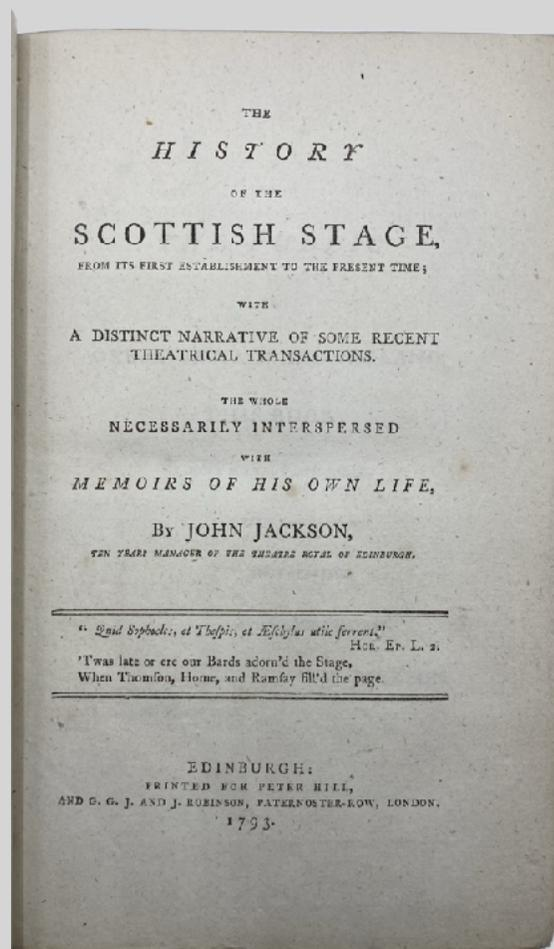 THE
HISTORY
OF THE
SCOTTISH STAGE,
FROM ITS FIRST ESTABLISHMENT TO THE PRESENT TIME;
WITH
A DISTINCT NARRATIVE OF SOME RECENT
THEATRICAL TRANSACTIONS.
THE WHOLE
NECESSARILY INTERSPERSED
WITH
MEMOIRS OF HIS OWN LIFE,
By JOHN JACKSON,
TEN YEARS MANAGER OF THE THEATRE ROYAL OF EDINBURGH.
“ Quid Sophocles, et Theſpis, et Æſchylus utile ferrent.”
Hor. Ep. L. 2.
'Twas late or ere our Bards adorn'd the Stage,
When Thomſon, Home, and Ramſay fill'd the page.
EDINBURGH:
PRINTED FOR PETER HILL,
AND G. G. J. AND J. ROBINSON, PATERNOSTER-ROW, LONDON.
1793.